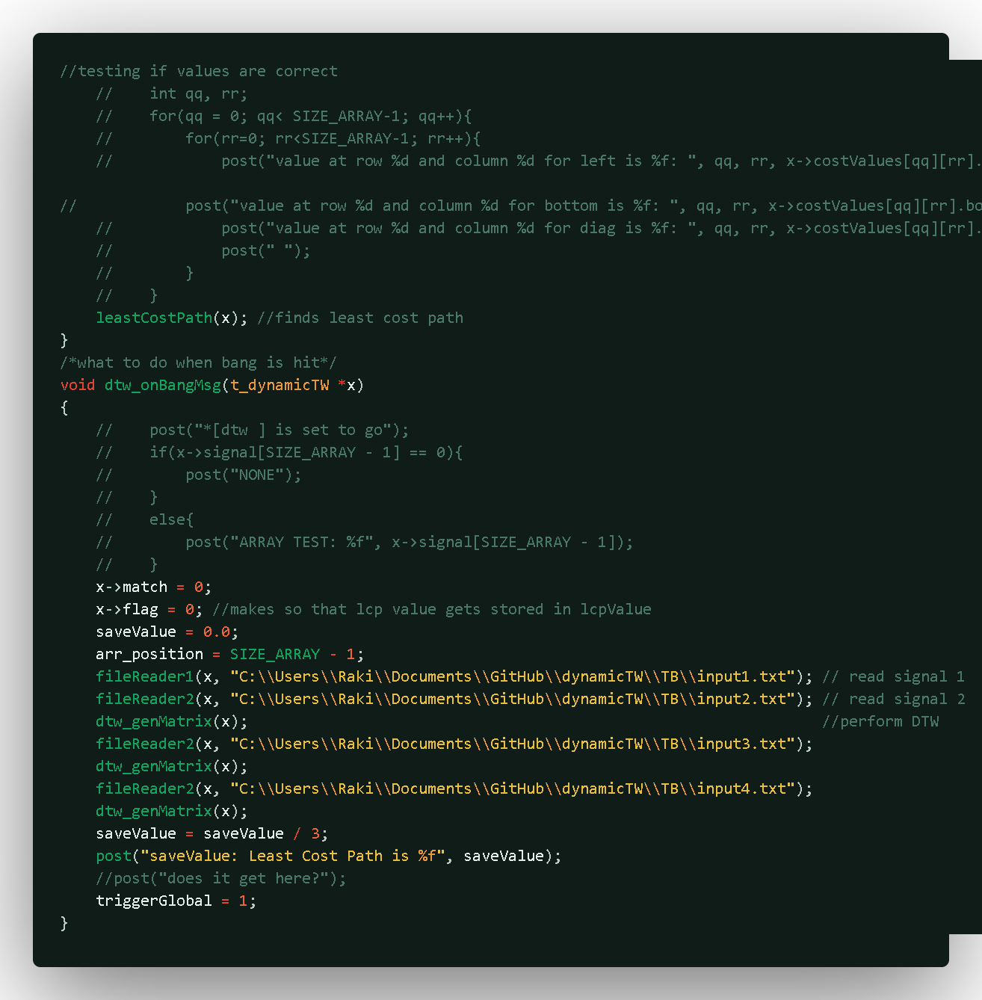 //testing if values are correct
    //    int qq, rr;
    //    for(qq = 0; qq< SIZE_ARRAY-1; qq++){
    //        for(rr=0; rr<SIZE_ARRAY-1; rr++){
    //            post("value at row %d and column %d for left is %f: ", qq, rr, x->costValues[qq][rr].
//            post("value at row %d and column %d for bottom is %f: ", qq, rr, x->costValues[qq][rr].bo
    //            post("value at row %d and column %d for diag is %f: ", qq, rr, x->costValues[qq][rr].
    //            post(" ");
    //        }
    //    }
    leastCostPath(x); //finds least cost path
}
/*what to do when bang is hit*/
void dtw_onBangMsg(t_dynamicTW *x)
{
    //    post("*[dtw ] is set to go");
    //    if(x->signal[SIZE_ARRAY - 1] == 0){
    //        post("NONE");
    //    }
    //    else{
    //        post("ARRAY TEST: %f", x->signal[SIZE_ARRAY - 1]);
    //    }
    x->match = 0;
    x->flag = 0; //makes so that lcp value gets stored in lcpValue
    saveValue = 0.0;
    arr_position = SIZE_ARRAY - 1;
    fileReader1(x, "C:\\Users\\Raki\\Documents\\GitHub\\dynamicTW\\TB\\input1.txt"); // read signal 1
    fileReader2(x, "C:\\Users\\Raki\\Documents\\GitHub\\dynamicTW\\TB\\input2.txt"); // read signal 2
    dtw_genMatrix(x);                                                                //perform DTW
    fileReader2(x, "C:\\Users\\Raki\\Documents\\GitHub\\dynamicTW\\TB\\input3.txt");
    dtw_genMatrix(x);
    fileReader2(x, "C:\\Users\\Raki\\Documents\\GitHub\\dynamicTW\\TB\\input4.txt");
    dtw_genMatrix(x);
    saveValue = saveValue / 3;
    post("saveValue: Least Cost Path is %f", saveValue);
    //post("does it get here?");
    triggerGlobal = 1;
}